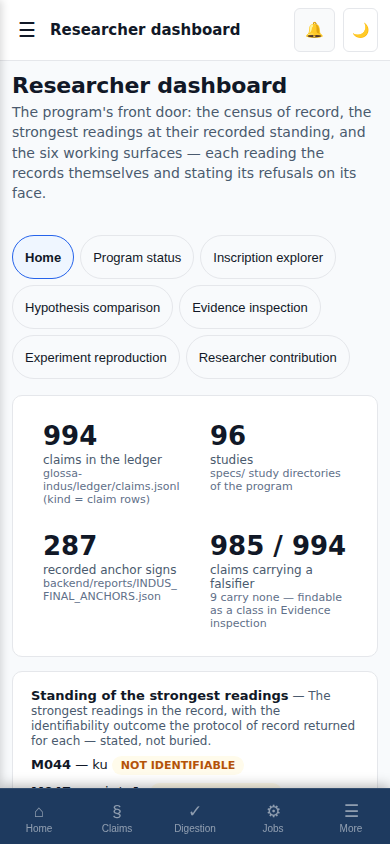 ☰ Researcher dashboard 🔔 🌙
Researcher dashboard
The program's front door: the census of record, the
strongest readings at their recorded standing, and
the six working surfaces — each reading the
records themselves and stating its refusals on its
face.
Home Program status Inscription explorer
Hypothesis comparison Evidence inspection
Experiment reproduction Researcher contribution
994
claims in the ledger
glossa-
indus/ledger/claims.jsonl
(kind = claim rows)
96
studies
specs/ study directories
of the program
287
recorded anchor signs
backend/reports/INDUS_
FINAL_ANCHORS.json
985 / 994
claims carrying a
falsifier
9 carry none — findable
as a class in Evidence
inspection
Standing of the strongest readings — The
strongest readings in the record, with the
identifiability outcome the protocol of record returned
for each — stated, not buried.
M044 — ku NOT IDENTIFIABLE
Home § Claims ✓ Digestion ⚙ Jobs ☰ More